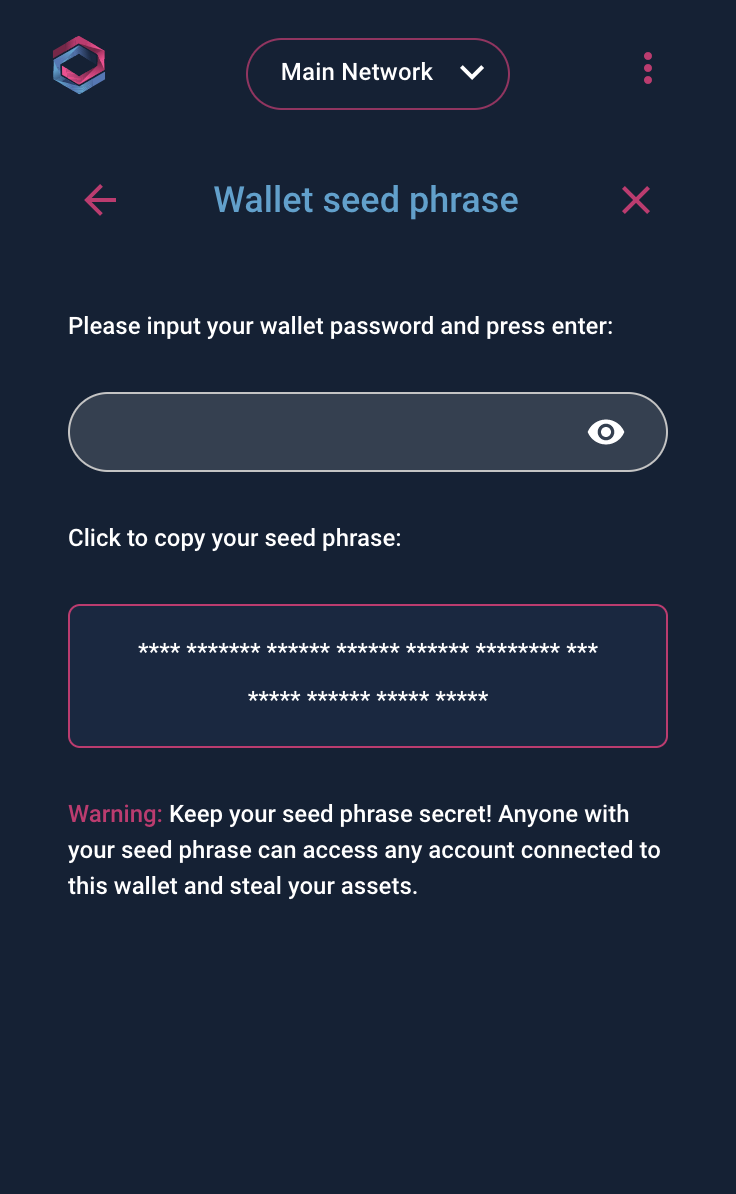 Main Network
Wallet seed phrase
Please input your wallet password and press enter:
Click to copy your seed phrase:
**** ******* ****** ****** ****** ******** ***
***** ****** ***** *****
Warning: Keep your seed phrase secret! Anyone with
your seed phrase can access any account connected to
this wallet and steal your assets.